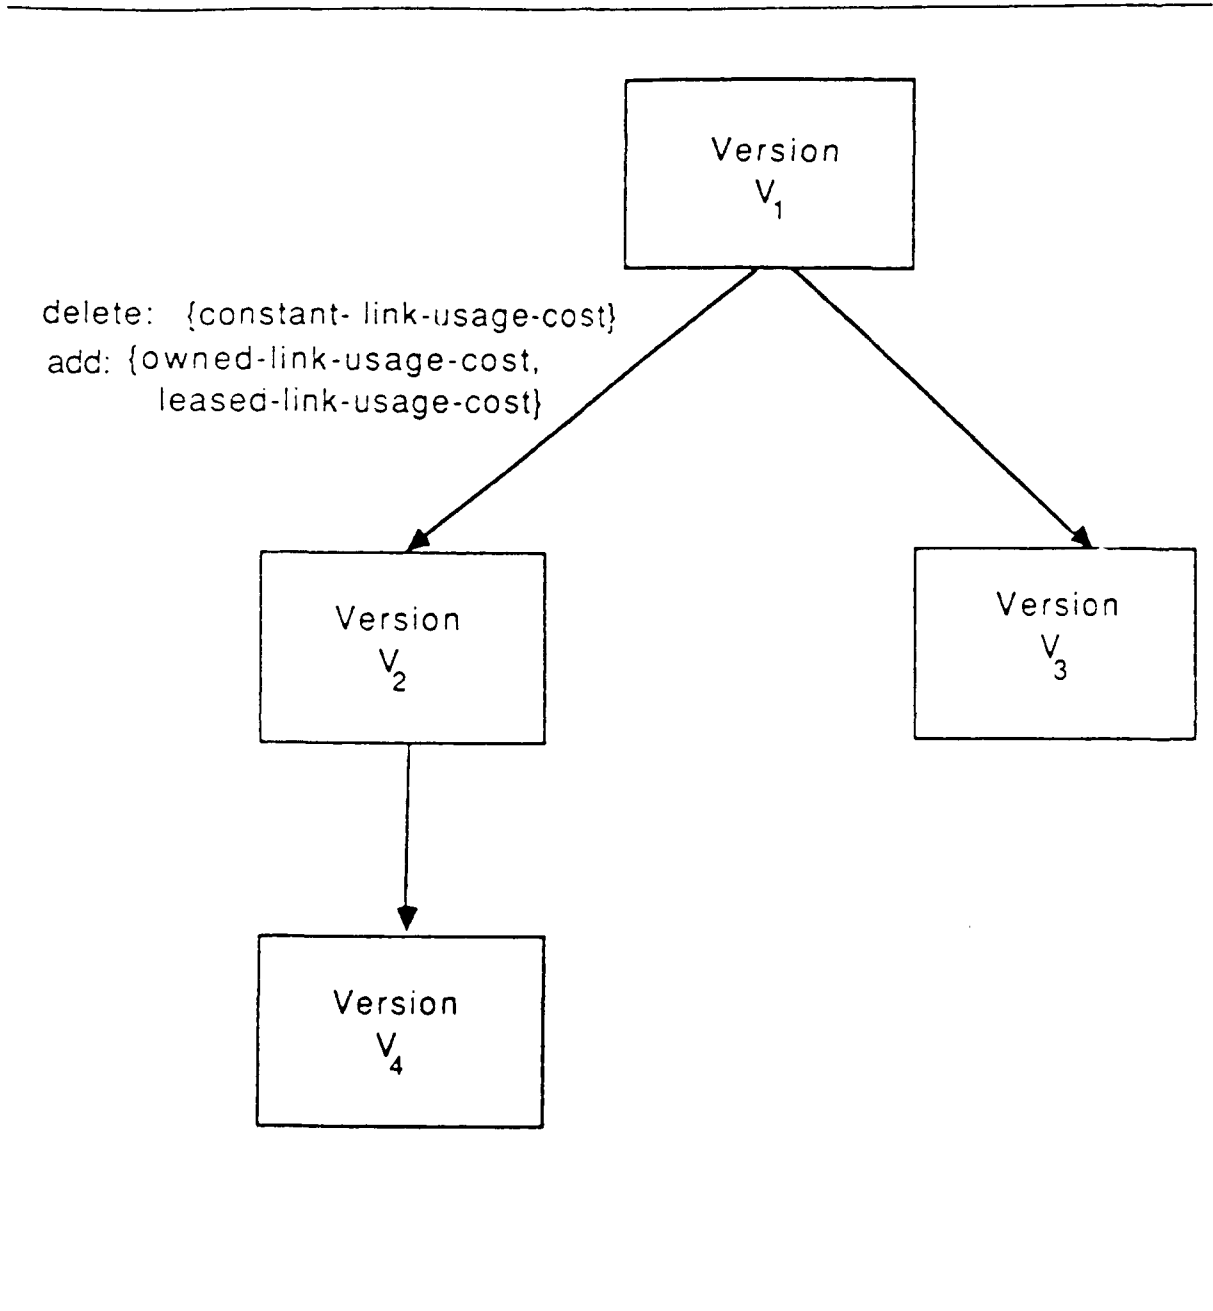 Version
V1
delete: {constant- link-usage-cost}
add: {owned-link-usage-cost,
leased-link-usage-cost}
Version
V2
Version
V3
Version
V4